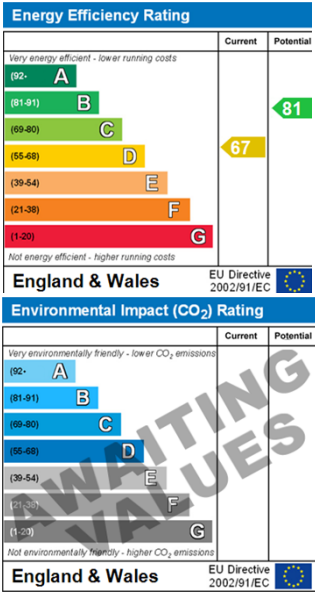 Energy Efficiency Rating
Current Potential
Very energy efficient - lower running costs
(92- A
(81-91) B
81
(69-80) C
(55-68) D
67
(39-54) E
(21-38) F
(1-20) G
Not energy efficient - higher running costs
England & Wales
EU Directive
2002/91/EC
Environmental Impact (CO₂) Rating
Current Potential
Very environmentally friendly - lower CO₂ emissions
(92- A
(81-91) B
(69-80) C
(55-68) D
(39-54) E
(21-38) F
(1-20) G
AWAITING
VALUES
Not environmentally friendly - higher CO₂ emissions
England & Wales
EU Directive
2002/91/EC